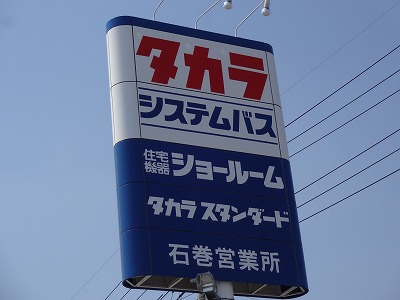 タカラ
システムバス
住宅機器 ショールーム
タカラスタンダード
石巻営業所